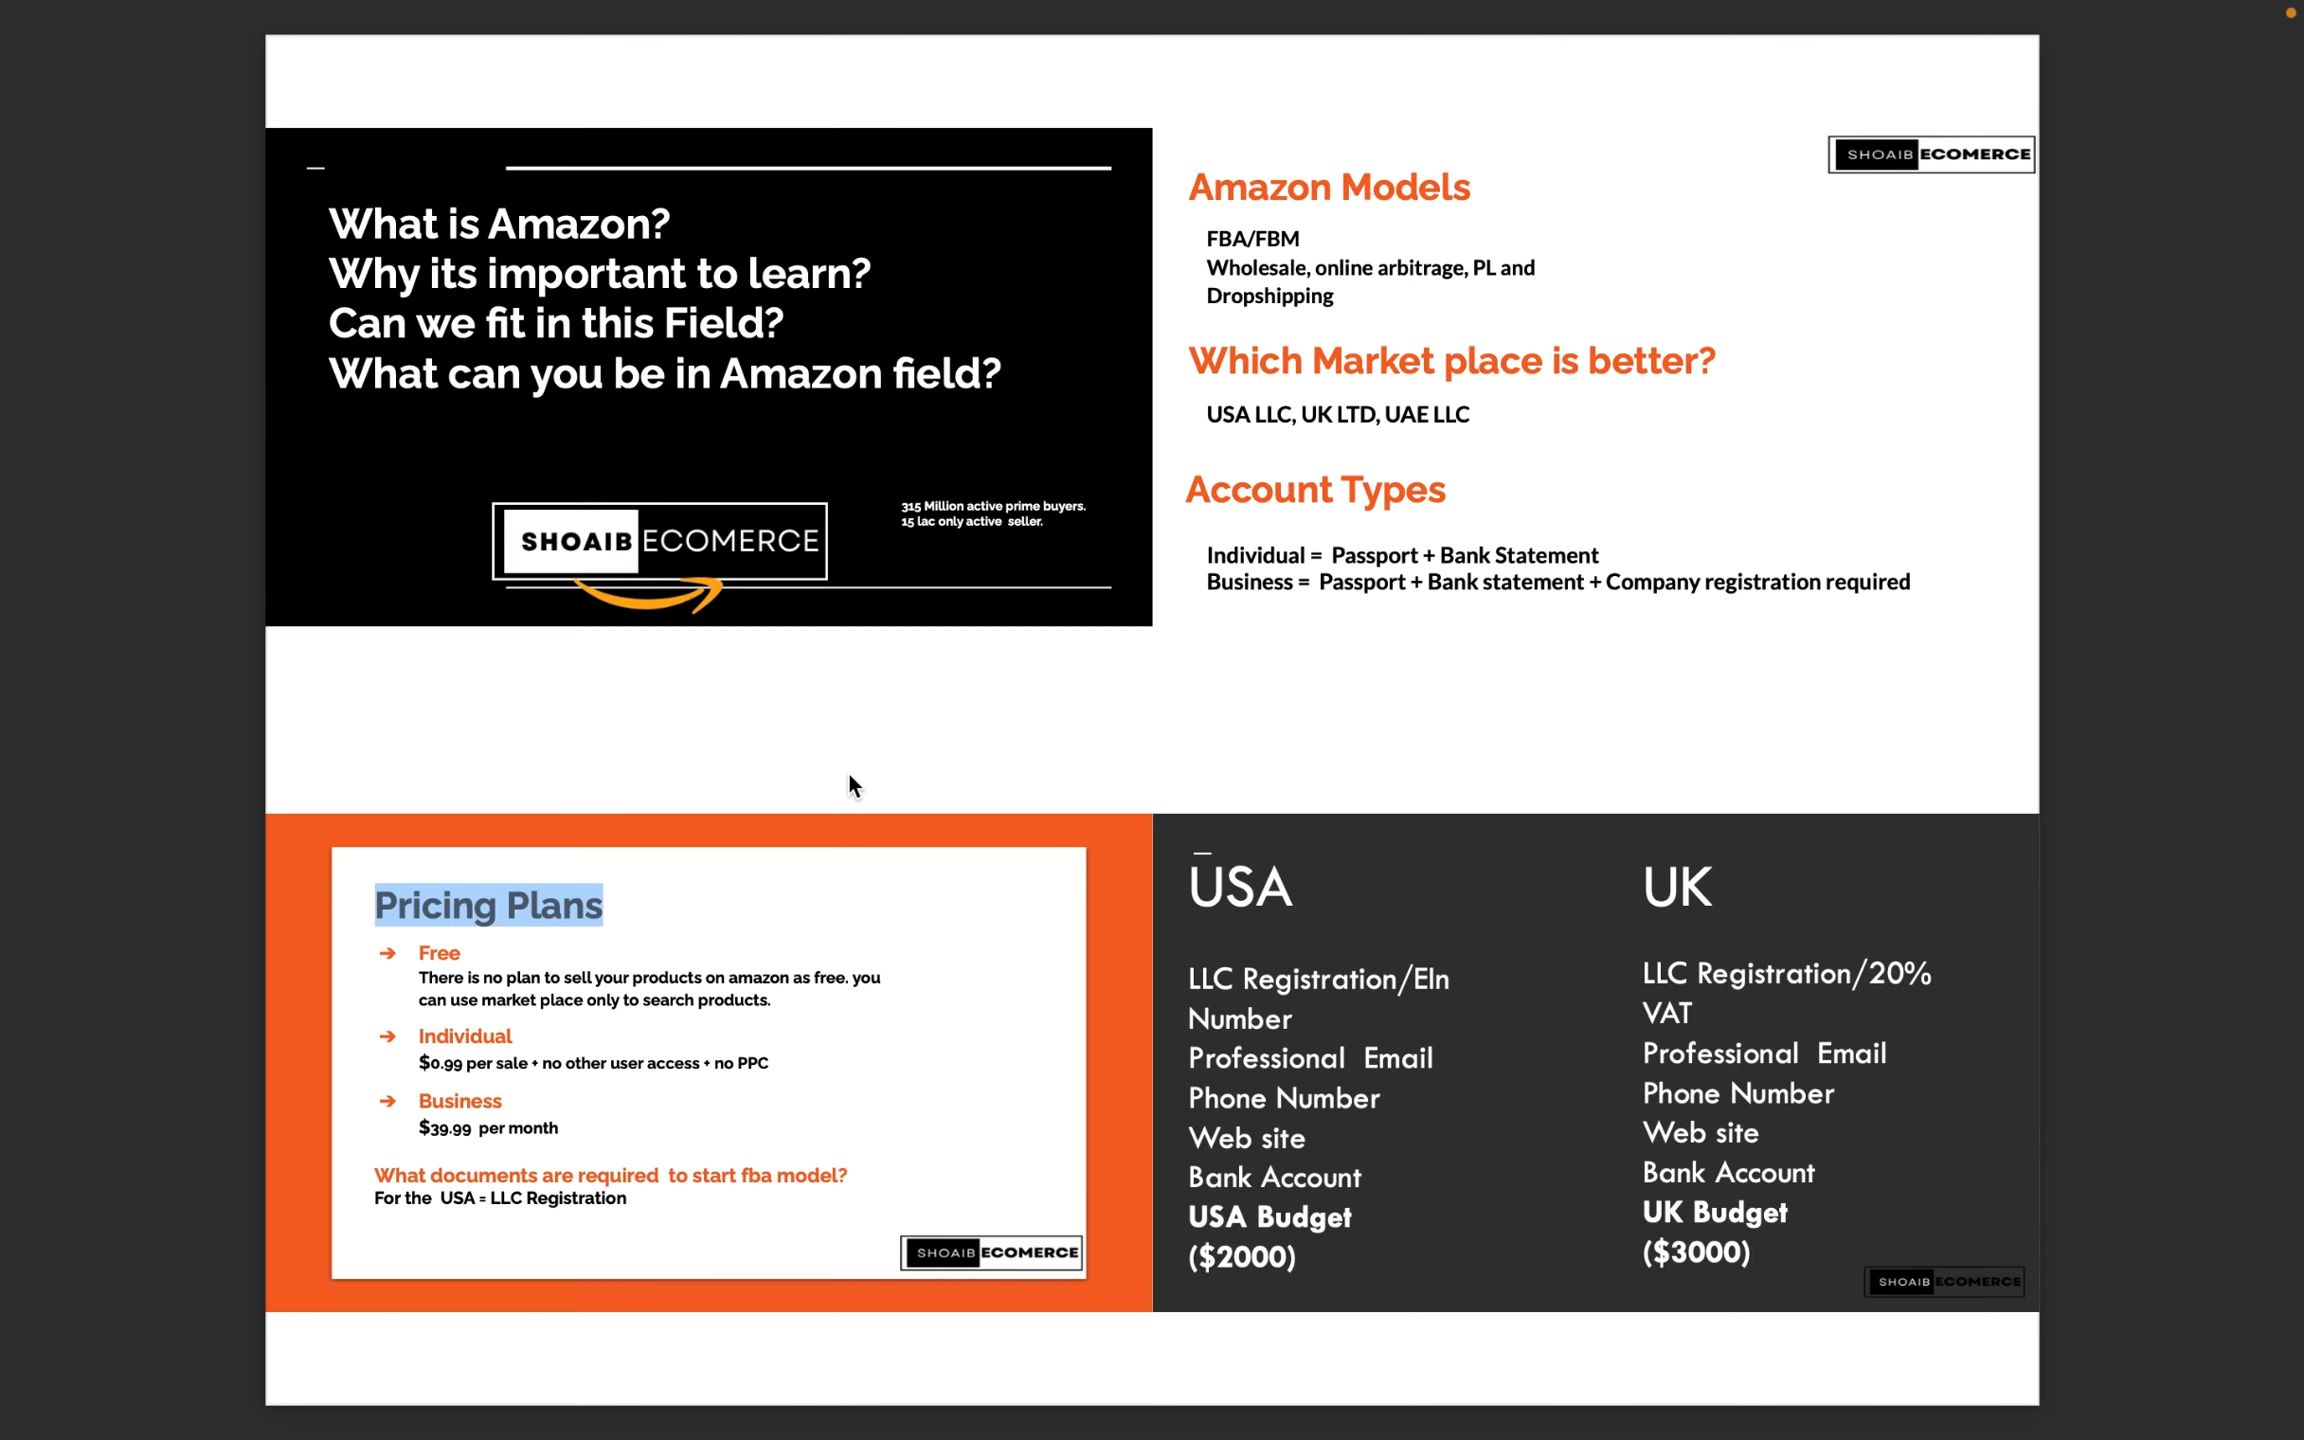 What is Amazon?
Why its important to learn?
Can we fit in this Field?
What can you be in Amazon field?
315 Million active prime buyers.
15 lac only active seller.
SHOAIB ECOMERCE
SHOAIB ECOMERCE
Amazon Models
FBA/FBM
Wholesale, online arbitrage, PL and
Dropshipping
Which Market place is better?
USA LLC, UK LTD, UAE LLC
Account Types
Individual = Passport + Bank Statement
Business = Passport + Bank statement + Company registration required
Pricing Plans
➔ Free
There is no plan to sell your products on amazon as free. you
can use market place only to search products.
➔ Individual
$0.99 per sale + no other user access + no PPC
➔ Business
$39.99 per month
What documents are required to start fba model?
For the USA = LLC Registration
SHOAIB ECOMERCE
USA
LLC Registration/EIn
Number
Professional Email
Phone Number
Web site
Bank Account
USA Budget
($2000)
UK
LLC Registration/20%
VAT
Professional Email
Phone Number
Web site
Bank Account
UK Budget
($3000)
SHOAIB ECOMERCE